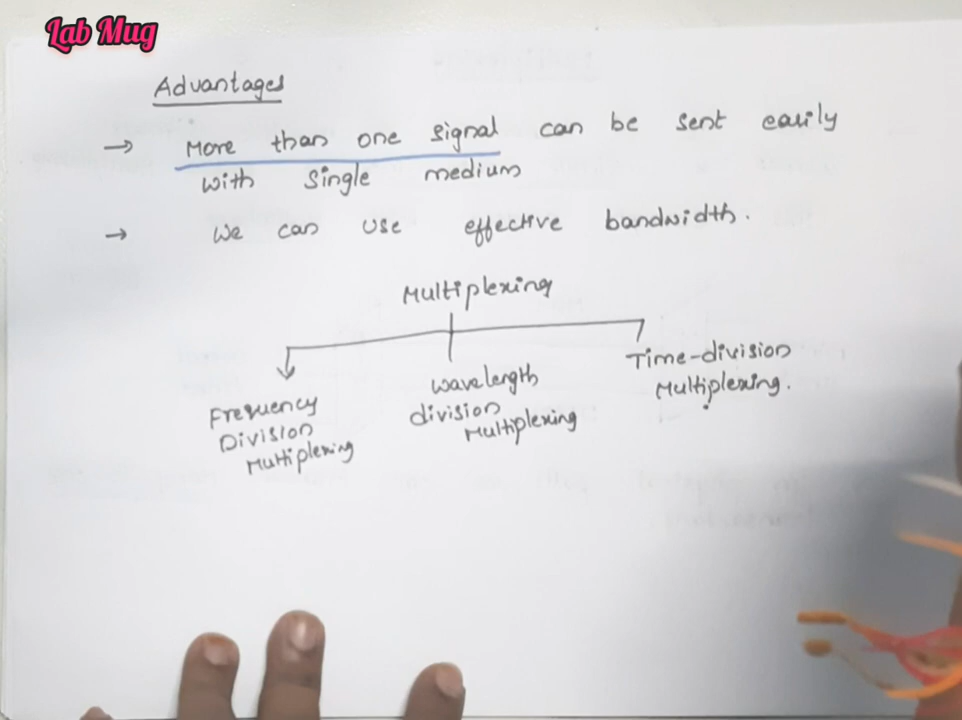 Lab Mug
Advantages
→ More than one signal can be sent easily
with single medium
→ We can use effective bandwidth.
Multiplexing
Frequency
Division
Multiplexing
Wavelength
division
Multiplexing
Time-division
Multiplexing.